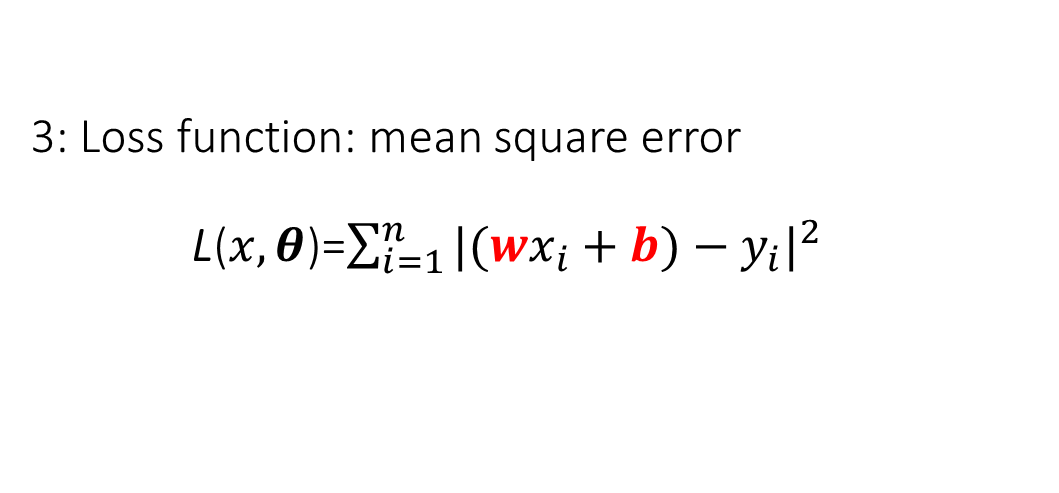 3: Loss function: mean square error
L(x, θ)=∑ⁿᵢ₌₁ |(wxᵢ + b) − yᵢ|²